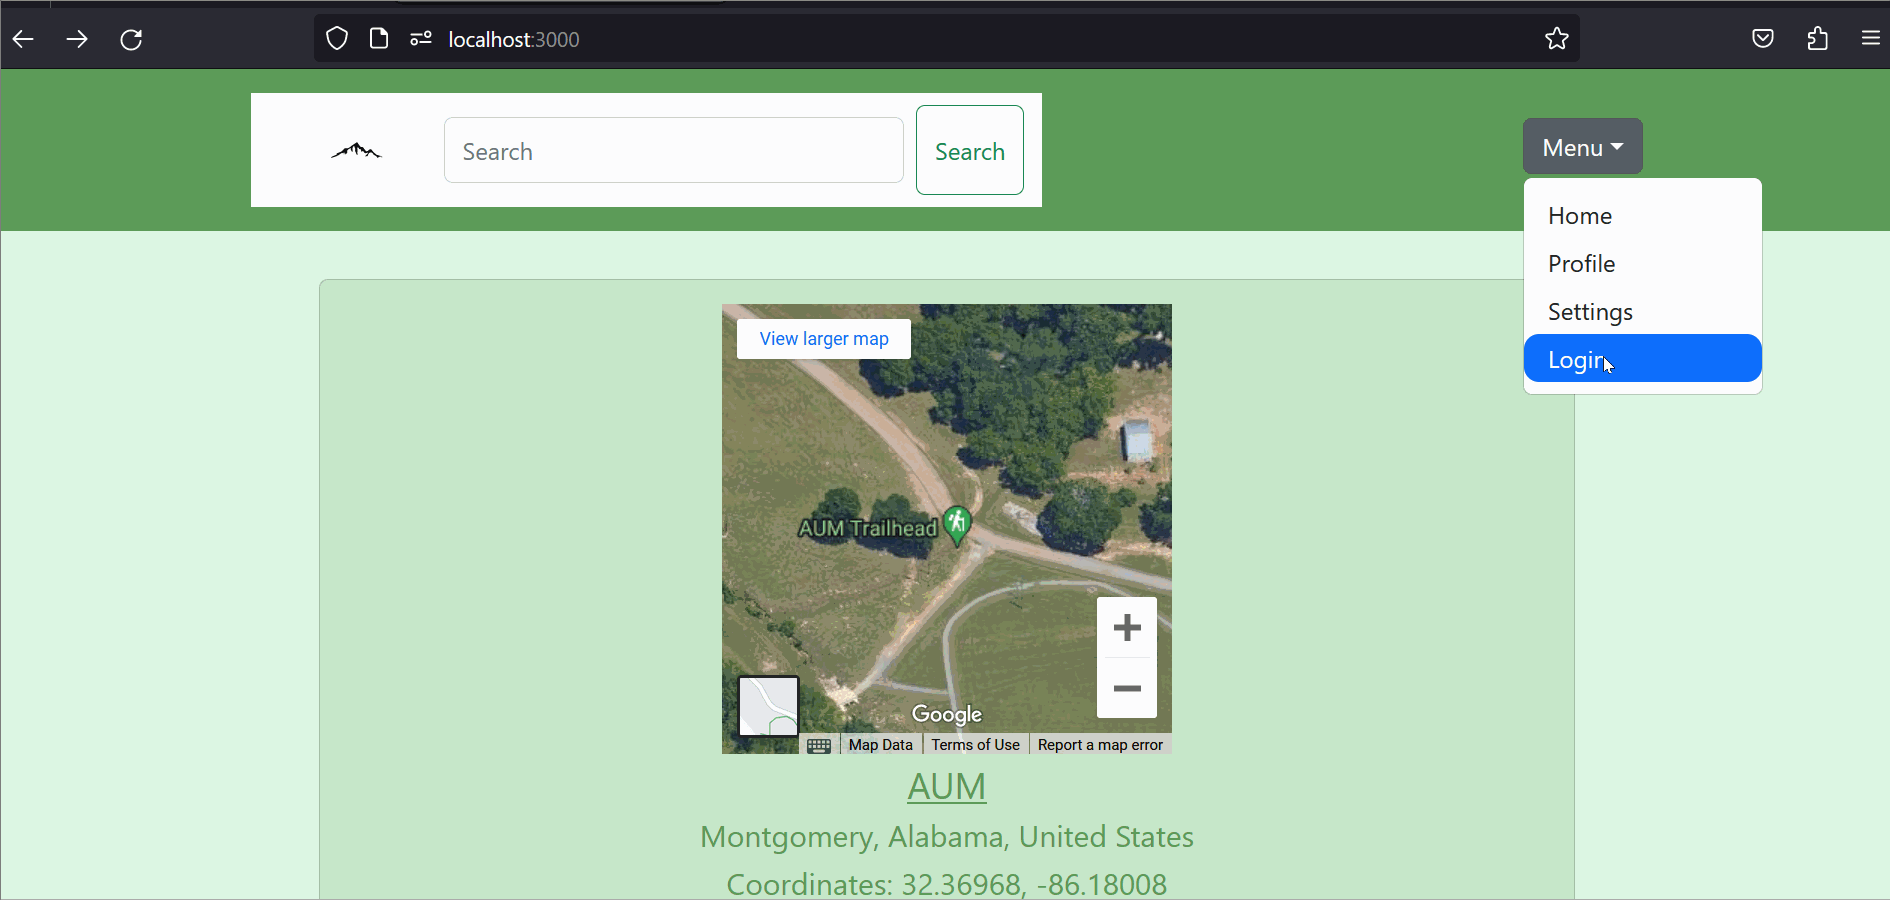 localhost:3000
Search
Search
Menu
Home
Profile
Settings
Login
View larger map
AUM Trailhead
Google
Map Data
Terms of Use
Report a map error
AUM
Montgomery, Alabama, United States
Coordinates: 32.36968, -86.18008